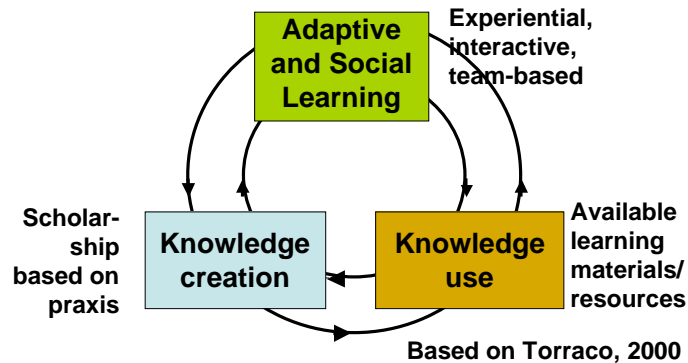 Adaptive
and Social
Learning
Experiential,
interactive,
team-based
Scholar-
ship
based on
praxis
Knowledge
creation
Knowledge
use
Available
learning
materials/
resources
Based on Torraco, 2000